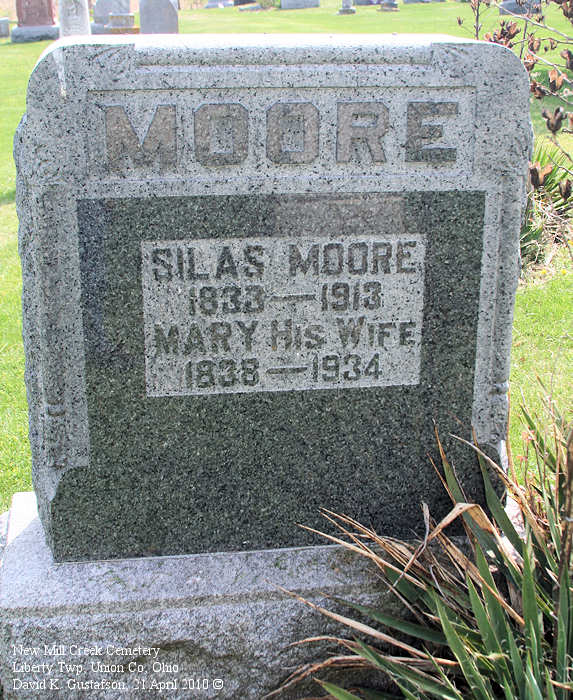 MOORE
SILAS MOORE
1833—1913
MARY HIS WIFE
1838—1934
New Mill Creek Cemetery
Liberty Twp. Union Co, Ohio
David K. Gustafson, 21 April 2010 ©